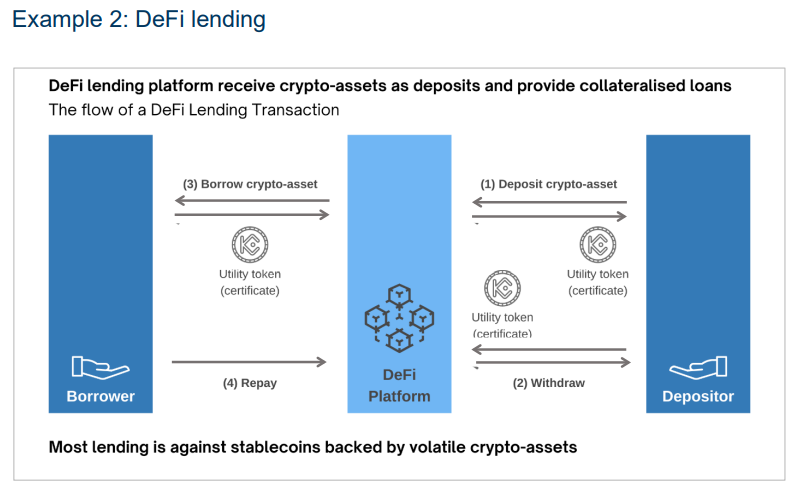 Example 2: DeFi lending
DeFi lending platform receive crypto-assets as deposits and provide collateralised loans
The flow of a DeFi Lending Transaction
(3) Borrow crypto-asset
(1) Deposit crypto-asset
Utility token
(certificate)
Utility token
(certificate)
Utility token
(certificate)
(4) Repay
(2) Withdraw
Borrower
DeFi
Platform
Depositor
Most lending is against stablecoins backed by volatile crypto-assets